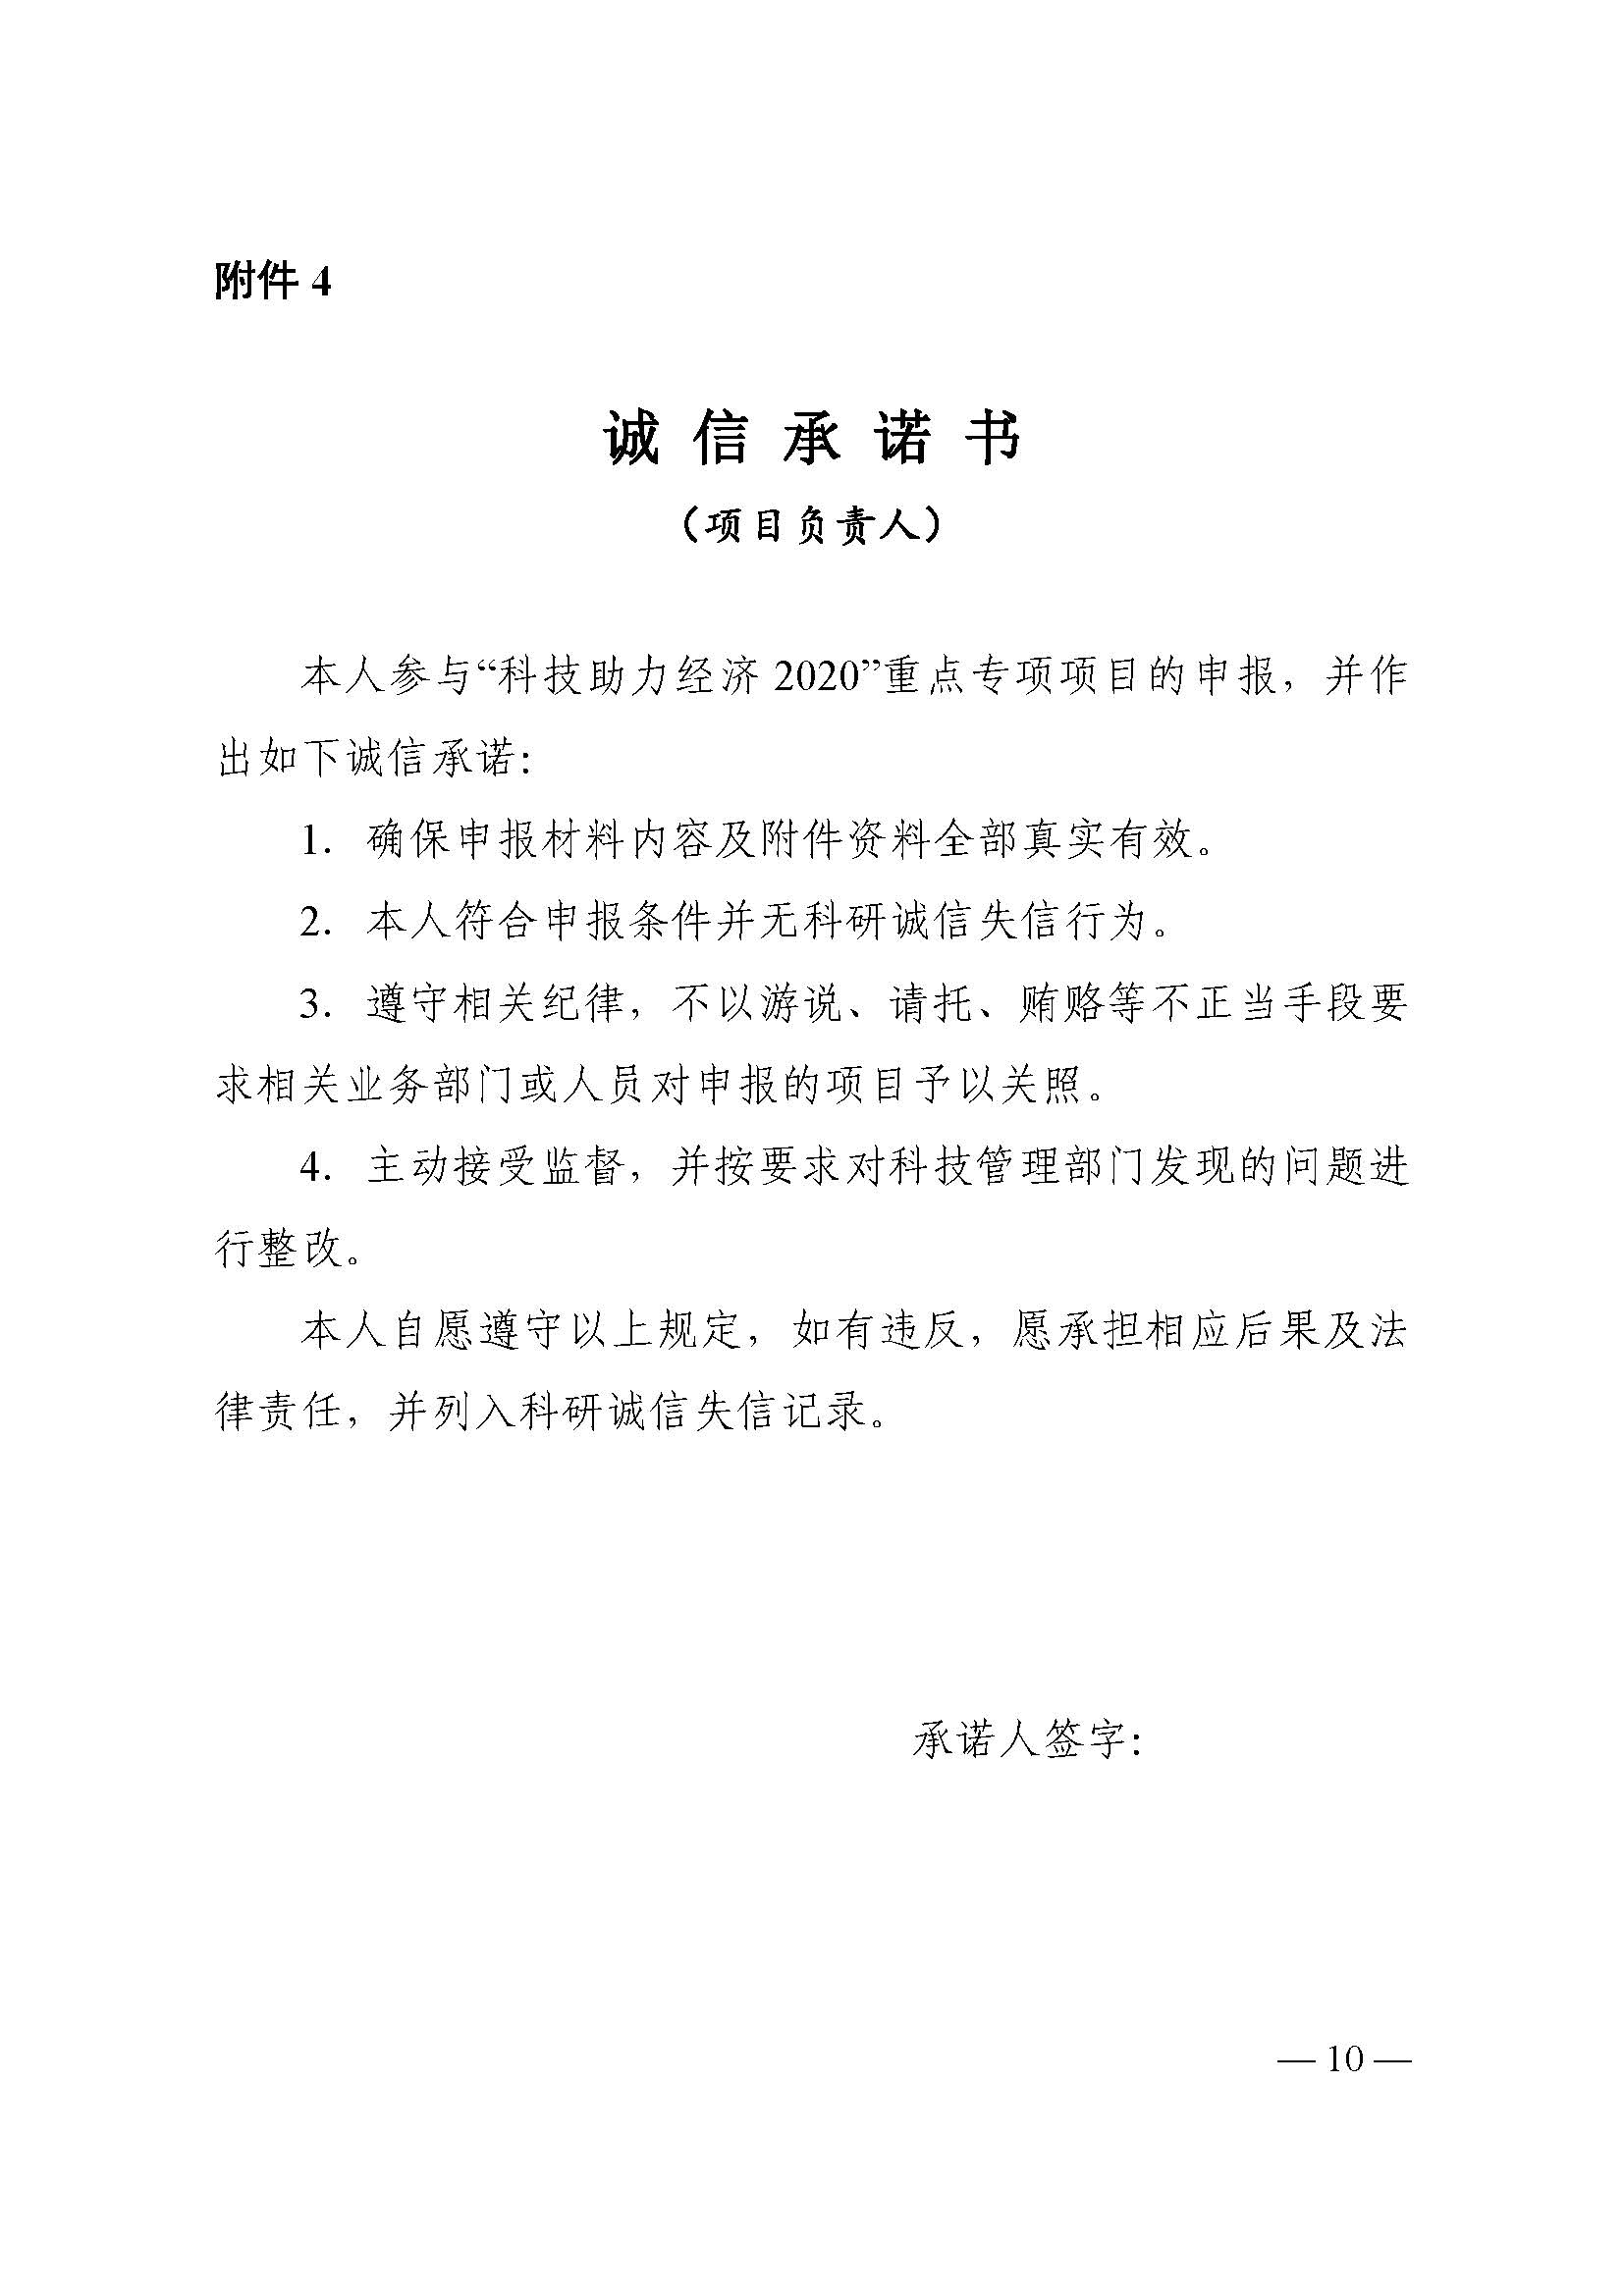 附件 4
诚信承诺书
（项目负责人）
本人参与“科技助力经济 2020”重点专项项目的申报，并作
出如下诚信承诺：
1. 确保申报材料内容及附件资料全部真实有效。
2. 本人符合申报条件并无科研诚信失信行为。
3. 遵守相关纪律，不以游说、请托、贿赂等不正当手段要
求相关业务部门或人员对申报的项目予以关照。
4. 主动接受监督，并按要求对科技管理部门发现的问题进
行整改。
本人自愿遵守以上规定，如有违反，愿承担相应后果及法
律责任，并列入科研诚信失信记录。
承诺人签字：
— 10 —